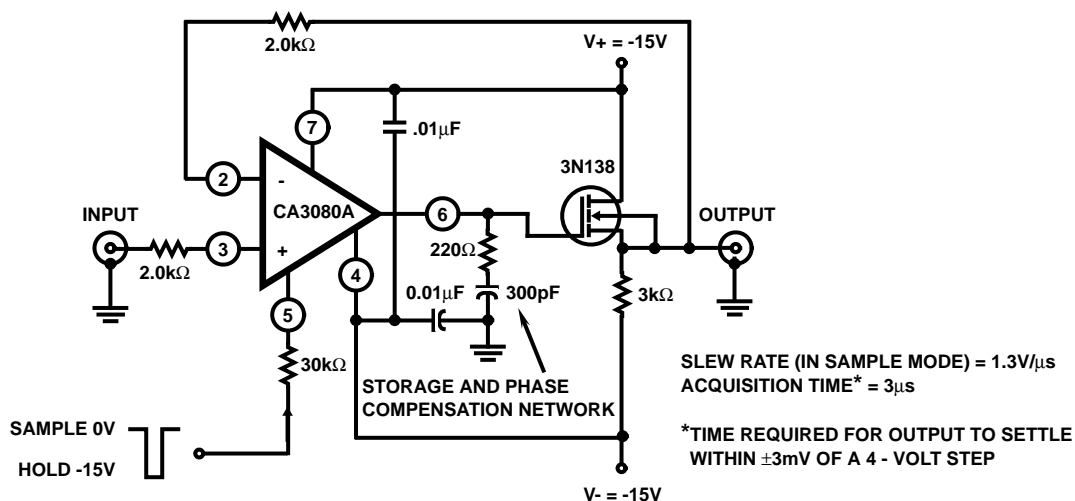 2.0kΩ
V+ = -15V
7
.01μF
3N138
2
-
CA3080A
6
INPUT
OUTPUT
3
+
220Ω
2.0kΩ
4
0.01μF
300pF
3kΩ
5
30kΩ
STORAGE AND PHASE
COMPENSATION NETWORK
SLEW RATE (IN SAMPLE MODE) = 1.3V/μs
ACQUISITION TIME* = 3μs
SAMPLE 0V
HOLD -15V
*TIME REQUIRED FOR OUTPUT TO SETTLE
WITHIN ±3mV OF A 4 - VOLT STEP
V- = -15V